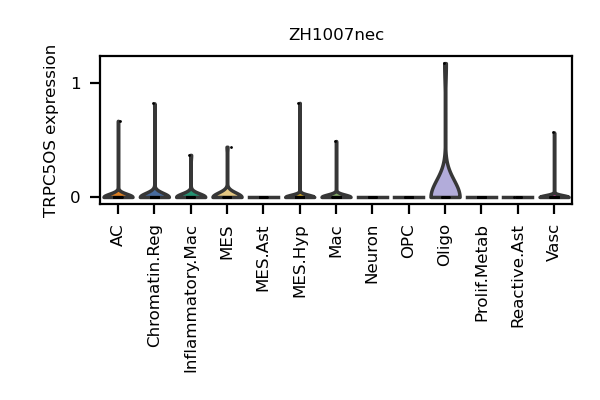 ZH1007nec
TRPC5OS expression
1
0
AC
Chromatin.Reg
Inflammatory.Mac
MES
MES.Ast
MES.Hyp
Mac
Neuron
OPC
Oligo
Prolif.Metab
Reactive.Ast
Vasc